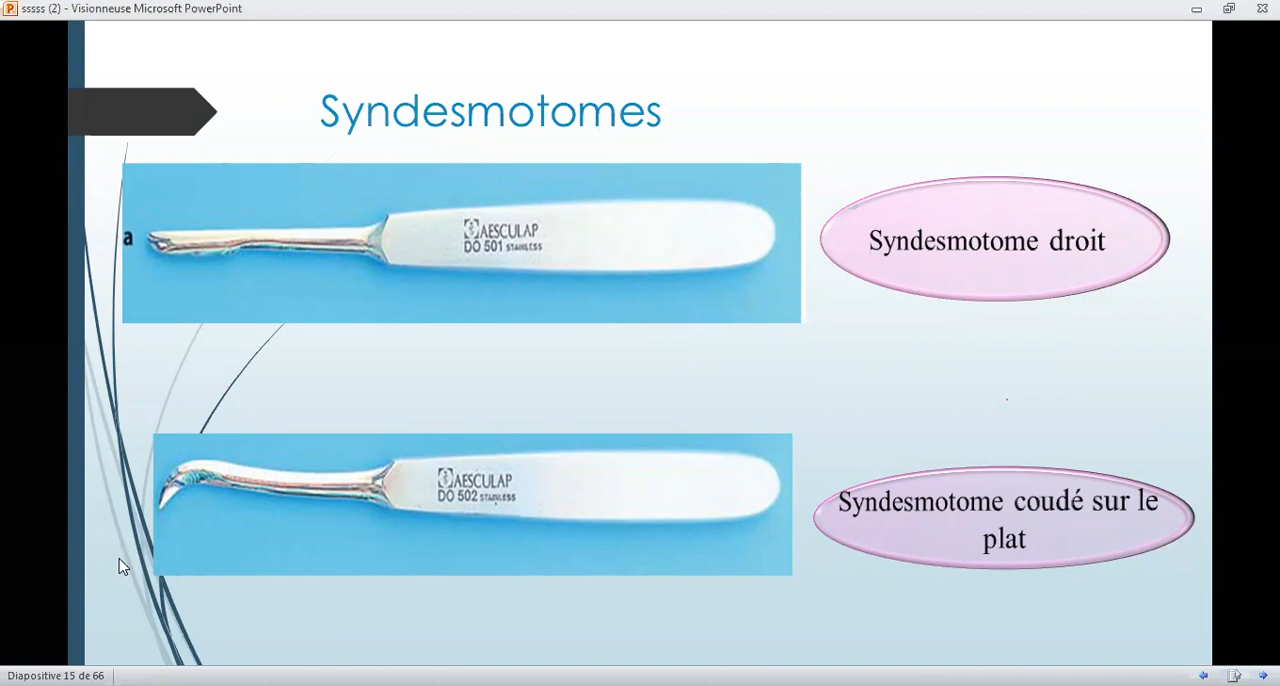 sssss (2) - Visionneuse Microsoft PowerPoint
Syndesmotomes
a
AESCULAP
DO 501 STAINLESS
Syndesmotome droit
AESCULAP
DO 502 STAINLESS
Syndesmotome coudé sur le
plat
Diapositive 15 de 66